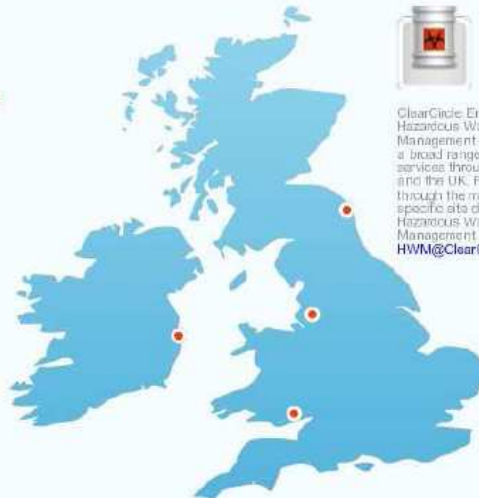 ClearCircle En
Hazardous Wa
Management
a broad range
services throu
and the UK. F
through the m
specific site d
Hazardous Wa
Management
HWM@Clear